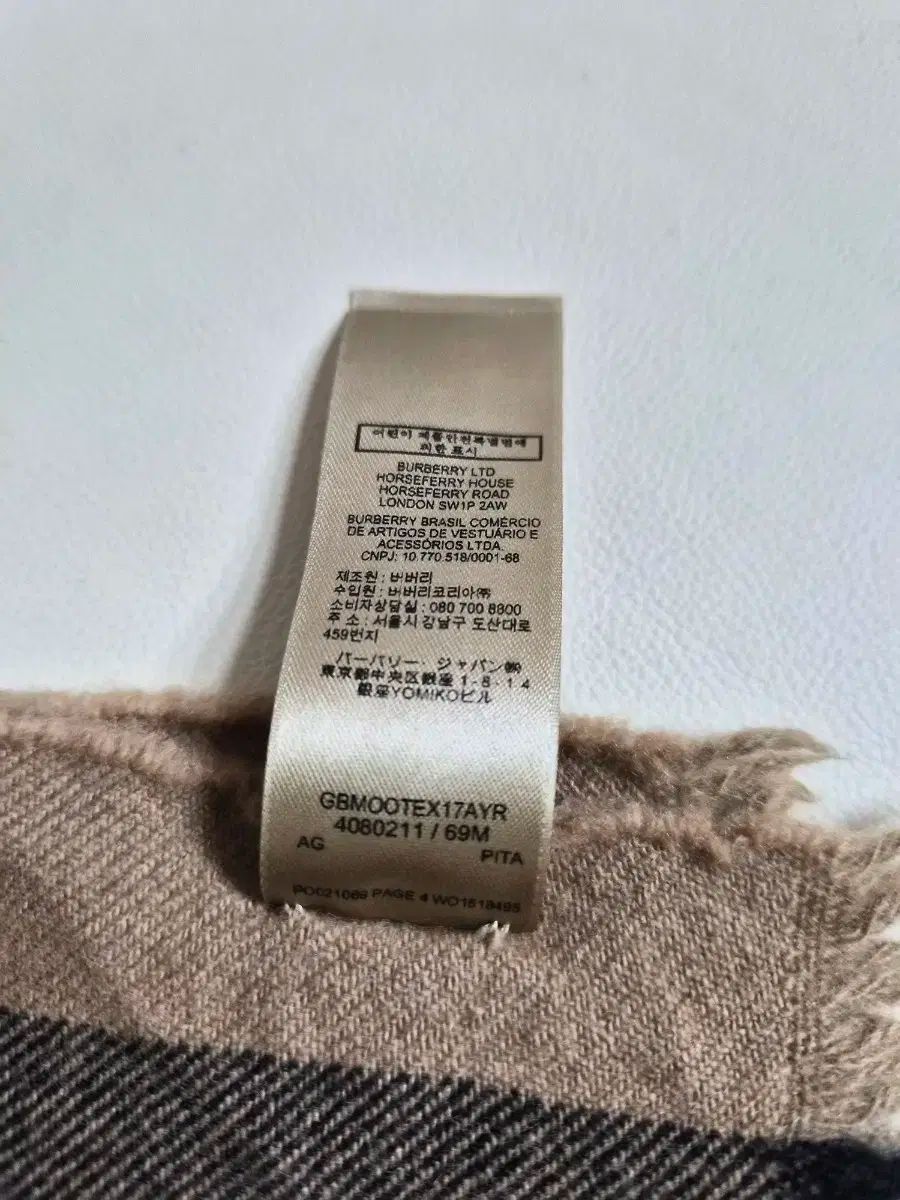 어린이 제품안전특별법에
의한 표시
BURBERRY LTD
HORSEFERRY HOUSE
HORSEFERRY ROAD
LONDON SW1P 2AW
BURBERRY BRASIL COMÉRCIO
DE ARTIGOS DE VESTUÁRIO E
ACESSÓRIOS LTDA.
CNPJ: 10.770.518/0001-68
제조원 : 버버리
수입원 : 버버리코리아㈜
소비자상담실 : 080 700 8800
주 소 : 서울시 강남구 도산대로
459번지
バーバリー・ジャパン㈱
東京都中央区銀座 1-8-14
銀座YOMIKOビル
GBMOOTEX17AYR
4080211 / 69M
AG
PITA
PO021069 PAGE 4 WO1518495